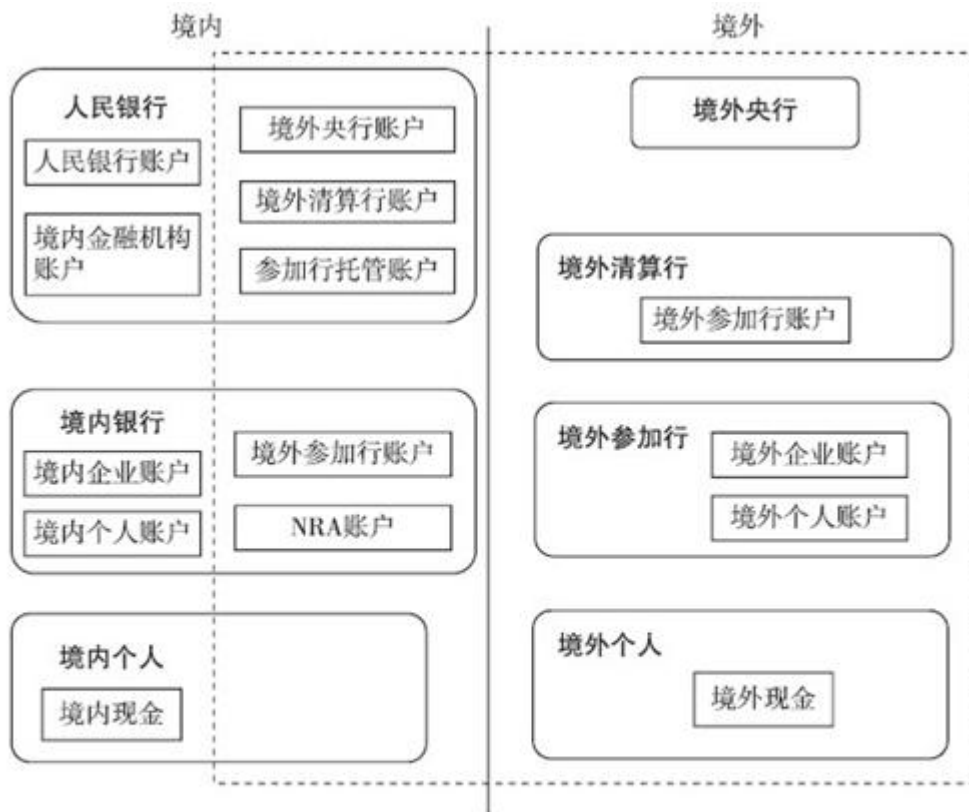 境内
境外
人民银行
人民银行账户
境内金融机构
账户
境外央行账户
境外清算行账户
参加行托管账户
境外央行
境外清算行
境外参加行账户
境内银行
境内企业账户
境内个人账户
境外参加行账户
NRA账户
境外参加行
境外企业账户
境外个人账户
境内个人
境内现金
境外个人
境外现金